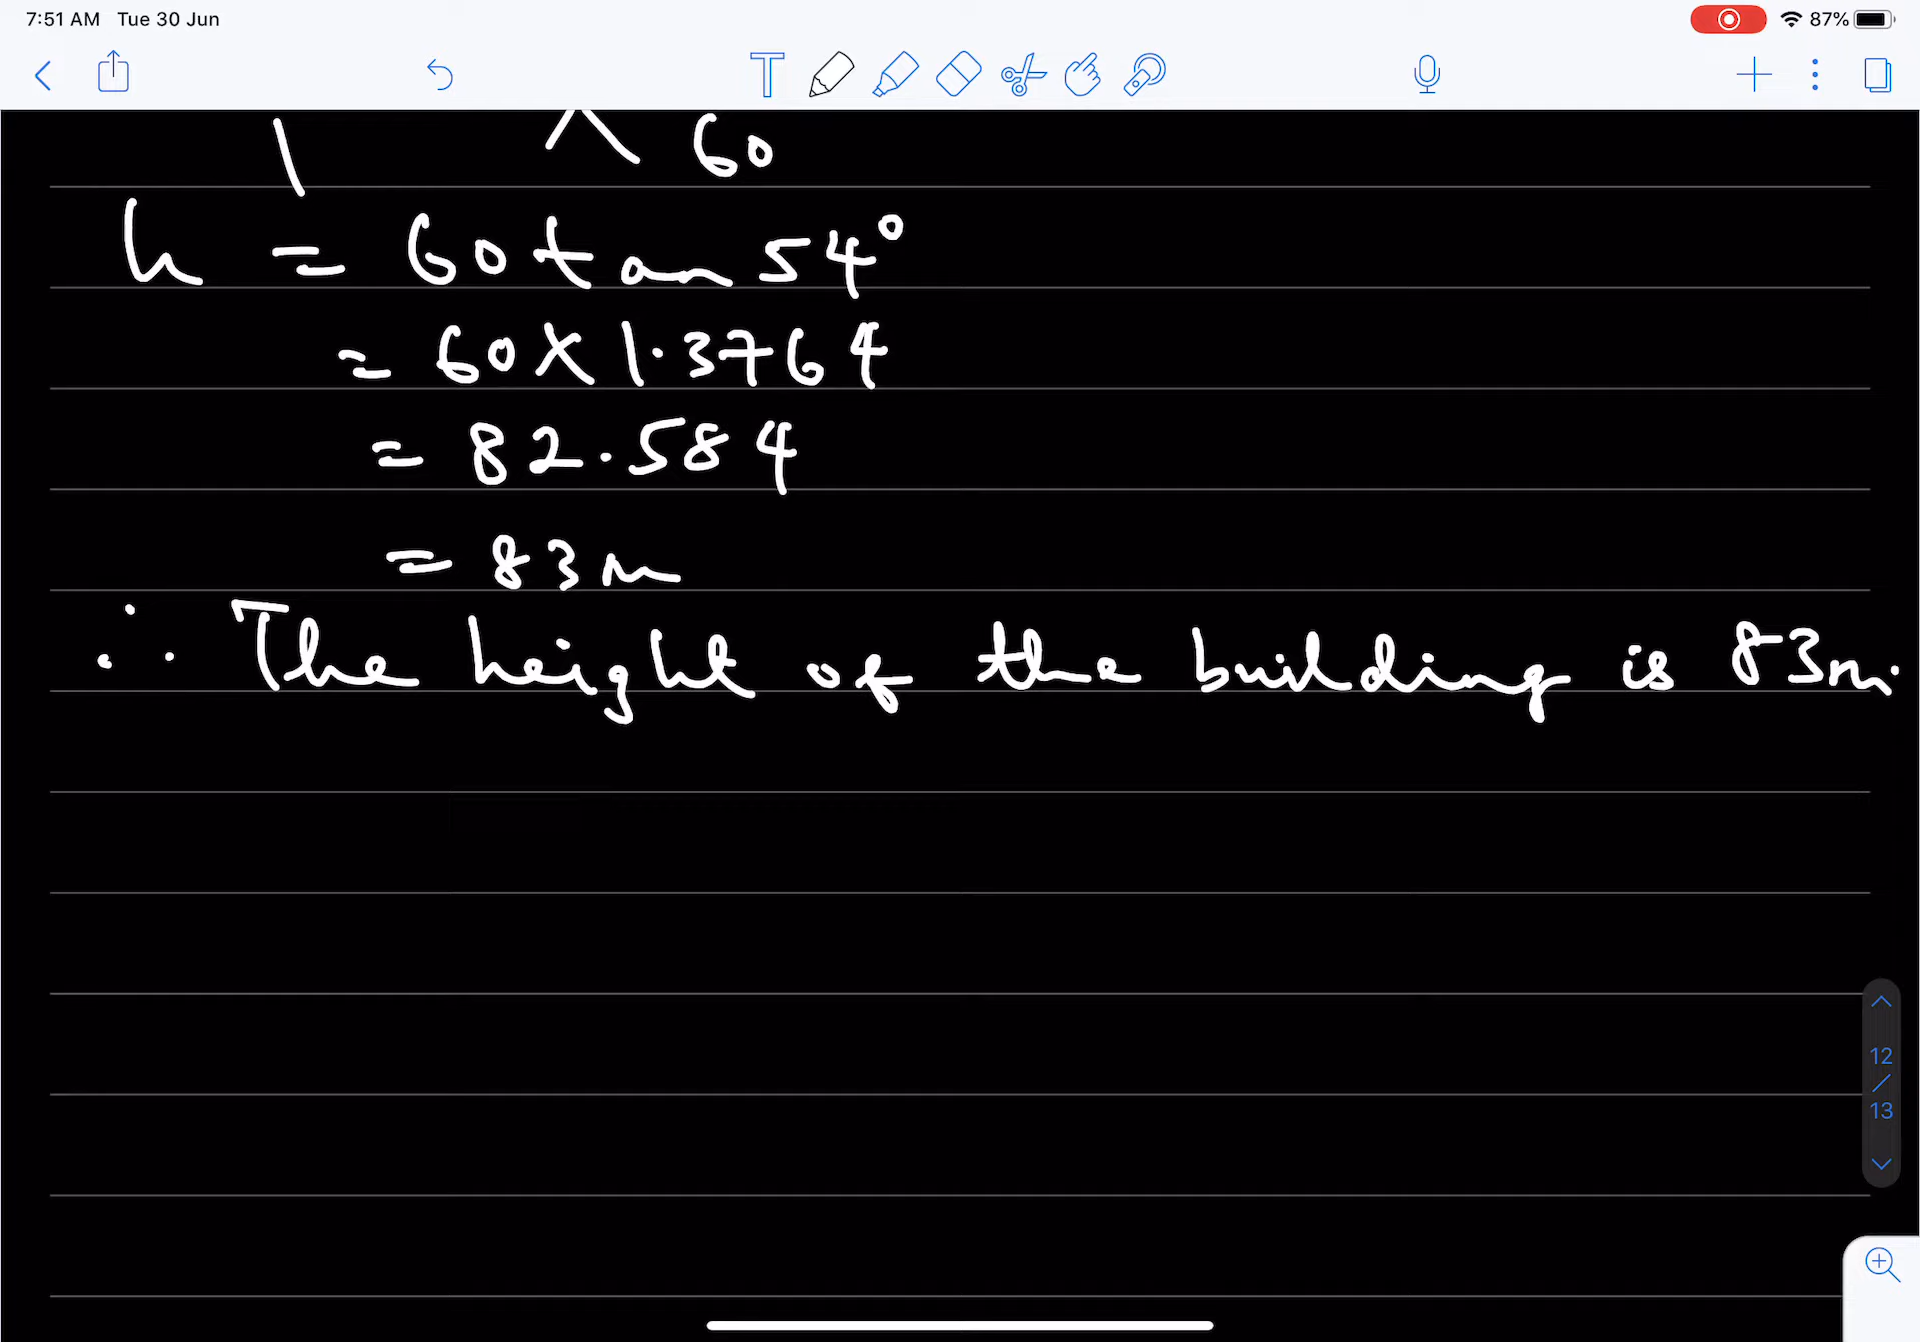 7:51 AM Tue 30 Jun 87%
T
1 60
h = 60 tan 54°
= 60 × 1.3764
= 82.584
= 83m
∴ The height of the building is 83m.
12
/
13